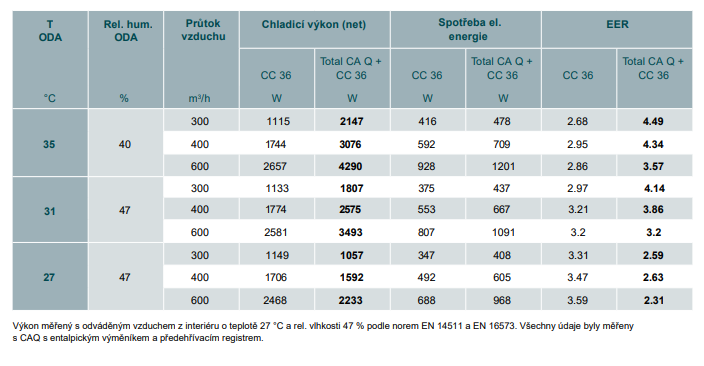 T ODA Rel. hum. ODA Průtok vzduchu Chladicí výkon (net) Spotřeba el. energie EER
CC 36 Total CA Q + CC 36 CC 36 Total CA Q + CC 36 CC 36 Total CA Q + CC 36
°C % m³/h W W W W
35 40 300 1115 2147 416 478 2.68 4.49
400 1744 3076 592 709 2.95 4.34
600 2657 4290 928 1201 2.86 3.57
31 47 300 1133 1807 375 437 2.97 4.14
400 1774 2575 553 667 3.21 3.86
600 2581 3493 807 1091 3.2 3.2
27 47 300 1149 1057 347 408 3.31 2.59
400 1706 1592 492 605 3.47 2.63
600 2468 2233 688 968 3.59 2.31
Výkon měřený s odváděným vzduchem z interiéru o teplotě 27 °C a rel. vlhkosti 47 % podle norem EN 14511 a EN 16573. Všechny údaje byly měřeny
s CAQ s entalpickým výměníkem a předehřívacím registrem.